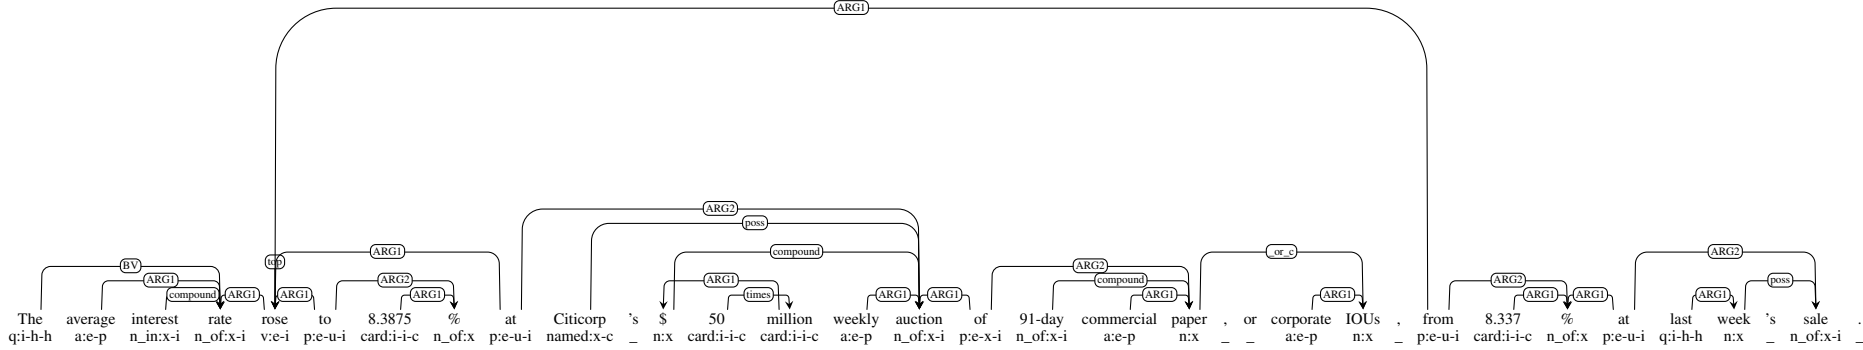 ARG1
ARG2
poss
top ARG1 compound _or_c ARG2
BV ARG2
ARG1 ARG2 ARG1 compound ARG2 poss
compound ARG1 ARG1 ARG1 times ARG1 ARG1 ARG1 ARG1 ARG1 ARG1 ARG1
The average interest rate rose to 8.3875 % at Citicorp 's $ 50 million weekly auction of 91-day commercial paper , or corporate IOUs , from 8.337 % at last week 's sale .
q:i-h-h a:e-p n_in:x-i n_of:x-i v:e-i p:e-u-i card:i-i-c n_of:x p:e-u-i named:x-c _ n:x card:i-i-c card:i-i-c a:e-p n_of:x-i p:e-x-i n_of:x-i a:e-p n:x _ _ a:e-p n:x _ p:e-u-i card:i-i-c n_of:x p:e-u-i q:i-h-h n:x _ n_of:x-i _